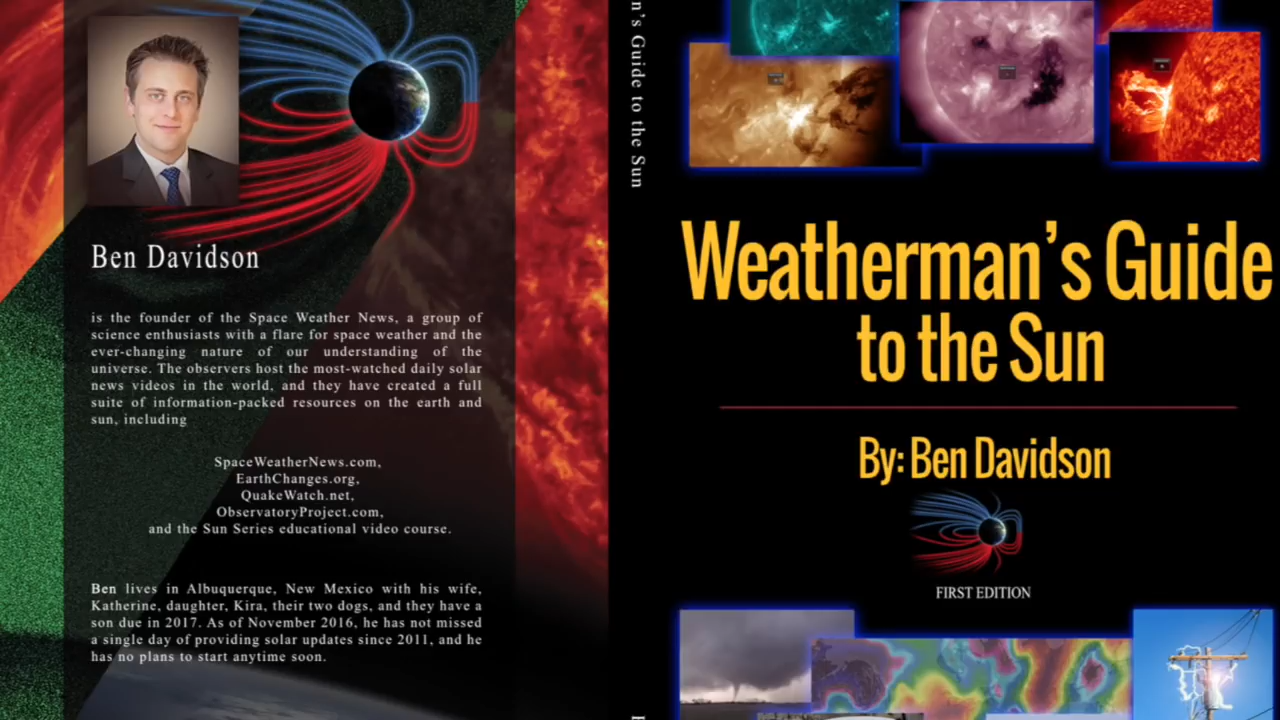 Ben Davidson
is the founder of the Space Weather News, a group of
science enthusiasts with a flare for space weather and the
ever-changing nature of our understanding of the
universe. The observers host the most-watched daily solar
news videos in the world, and they have created a full
suite of information-packed resources on the earth and
sun, including
SpaceWeatherNews.com,
EarthChanges.org,
QuakeWatch.net,
ObservatoryProject.com,
and the Sun Series educational video course.
Ben lives in Albuquerque, New Mexico with his wife,
Katherine, daughter, Kira, their two dogs, and they have a
son due in 2017. As of November 2016, he has not missed
a single day of providing solar updates since 2011, and he
has no plans to start anytime soon.
n's Guide to the Sun
Weatherman's Guide
to the Sun
By: Ben Davidson
FIRST EDITION